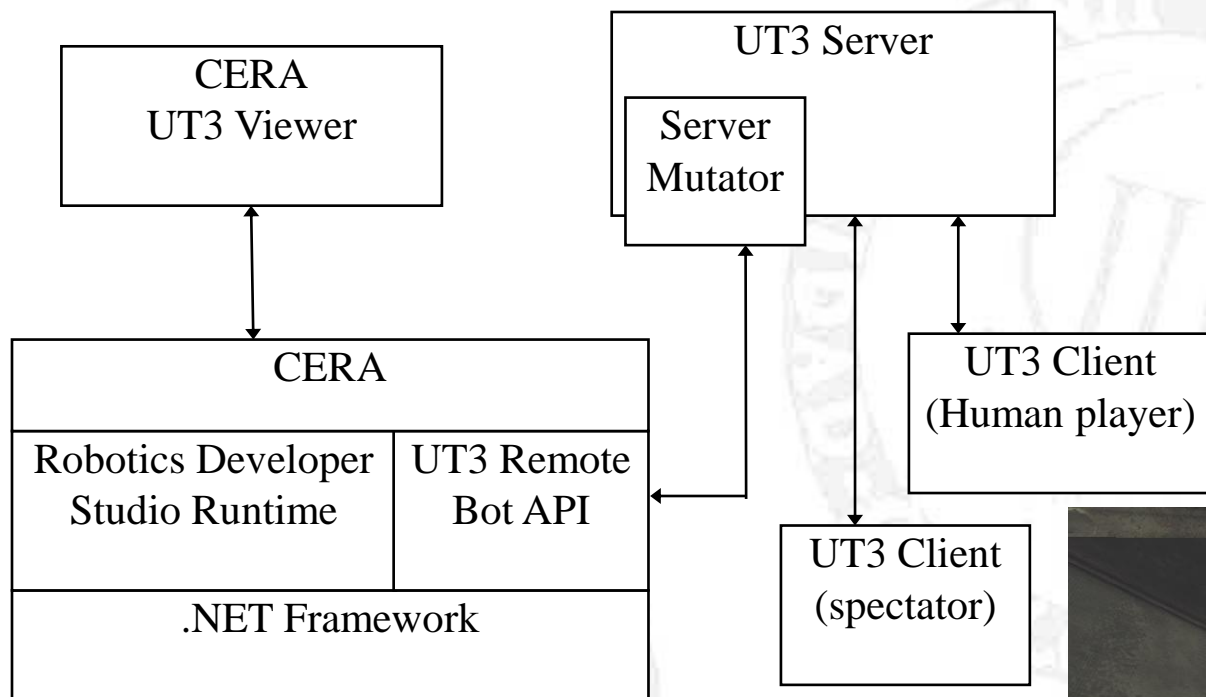 CERA
UT3 Viewer
UT3 Server
Server
Mutator
CERA
Robotics Developer
Studio Runtime
UT3 Remote
Bot API
.NET Framework
UT3 Client
(Human player)
UT3 Client
(spectator)